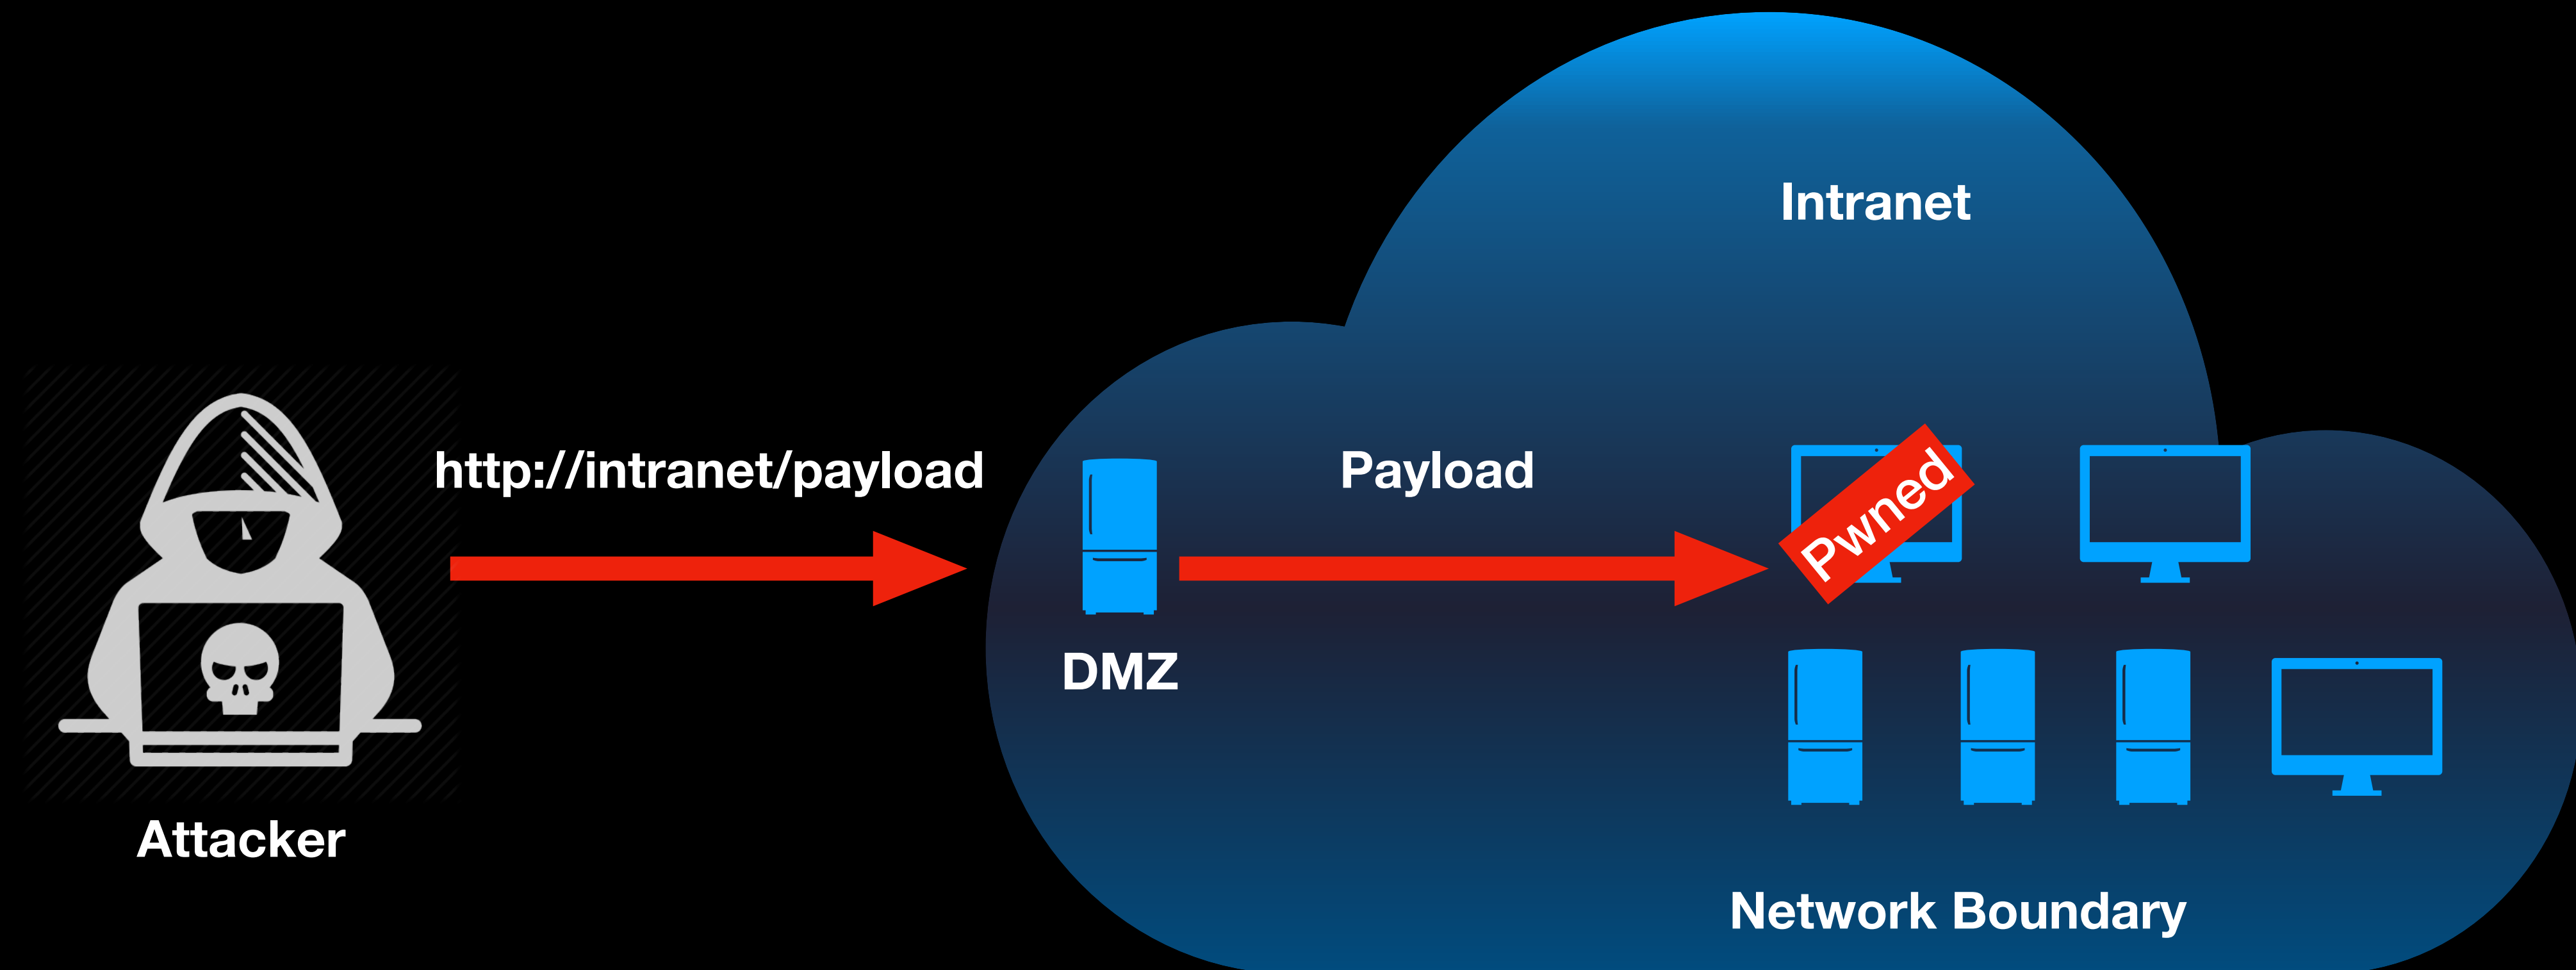 Intranet
http://intranet/payload
Payload
Pwned
DMZ
Attacker
Network Boundary